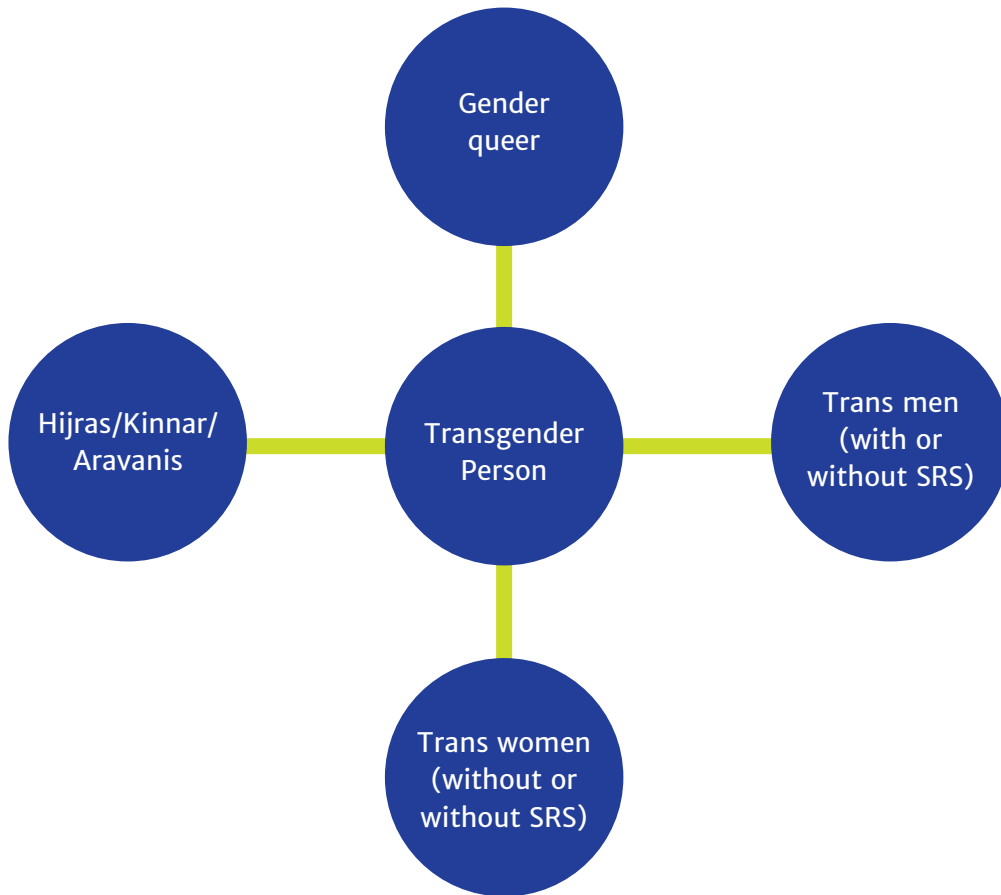 Gender
queer
Hijras/Kinnar/
Aravanis
Transgender
Person
Trans men
(with or
without SRS)
Trans women
(without or
without SRS)